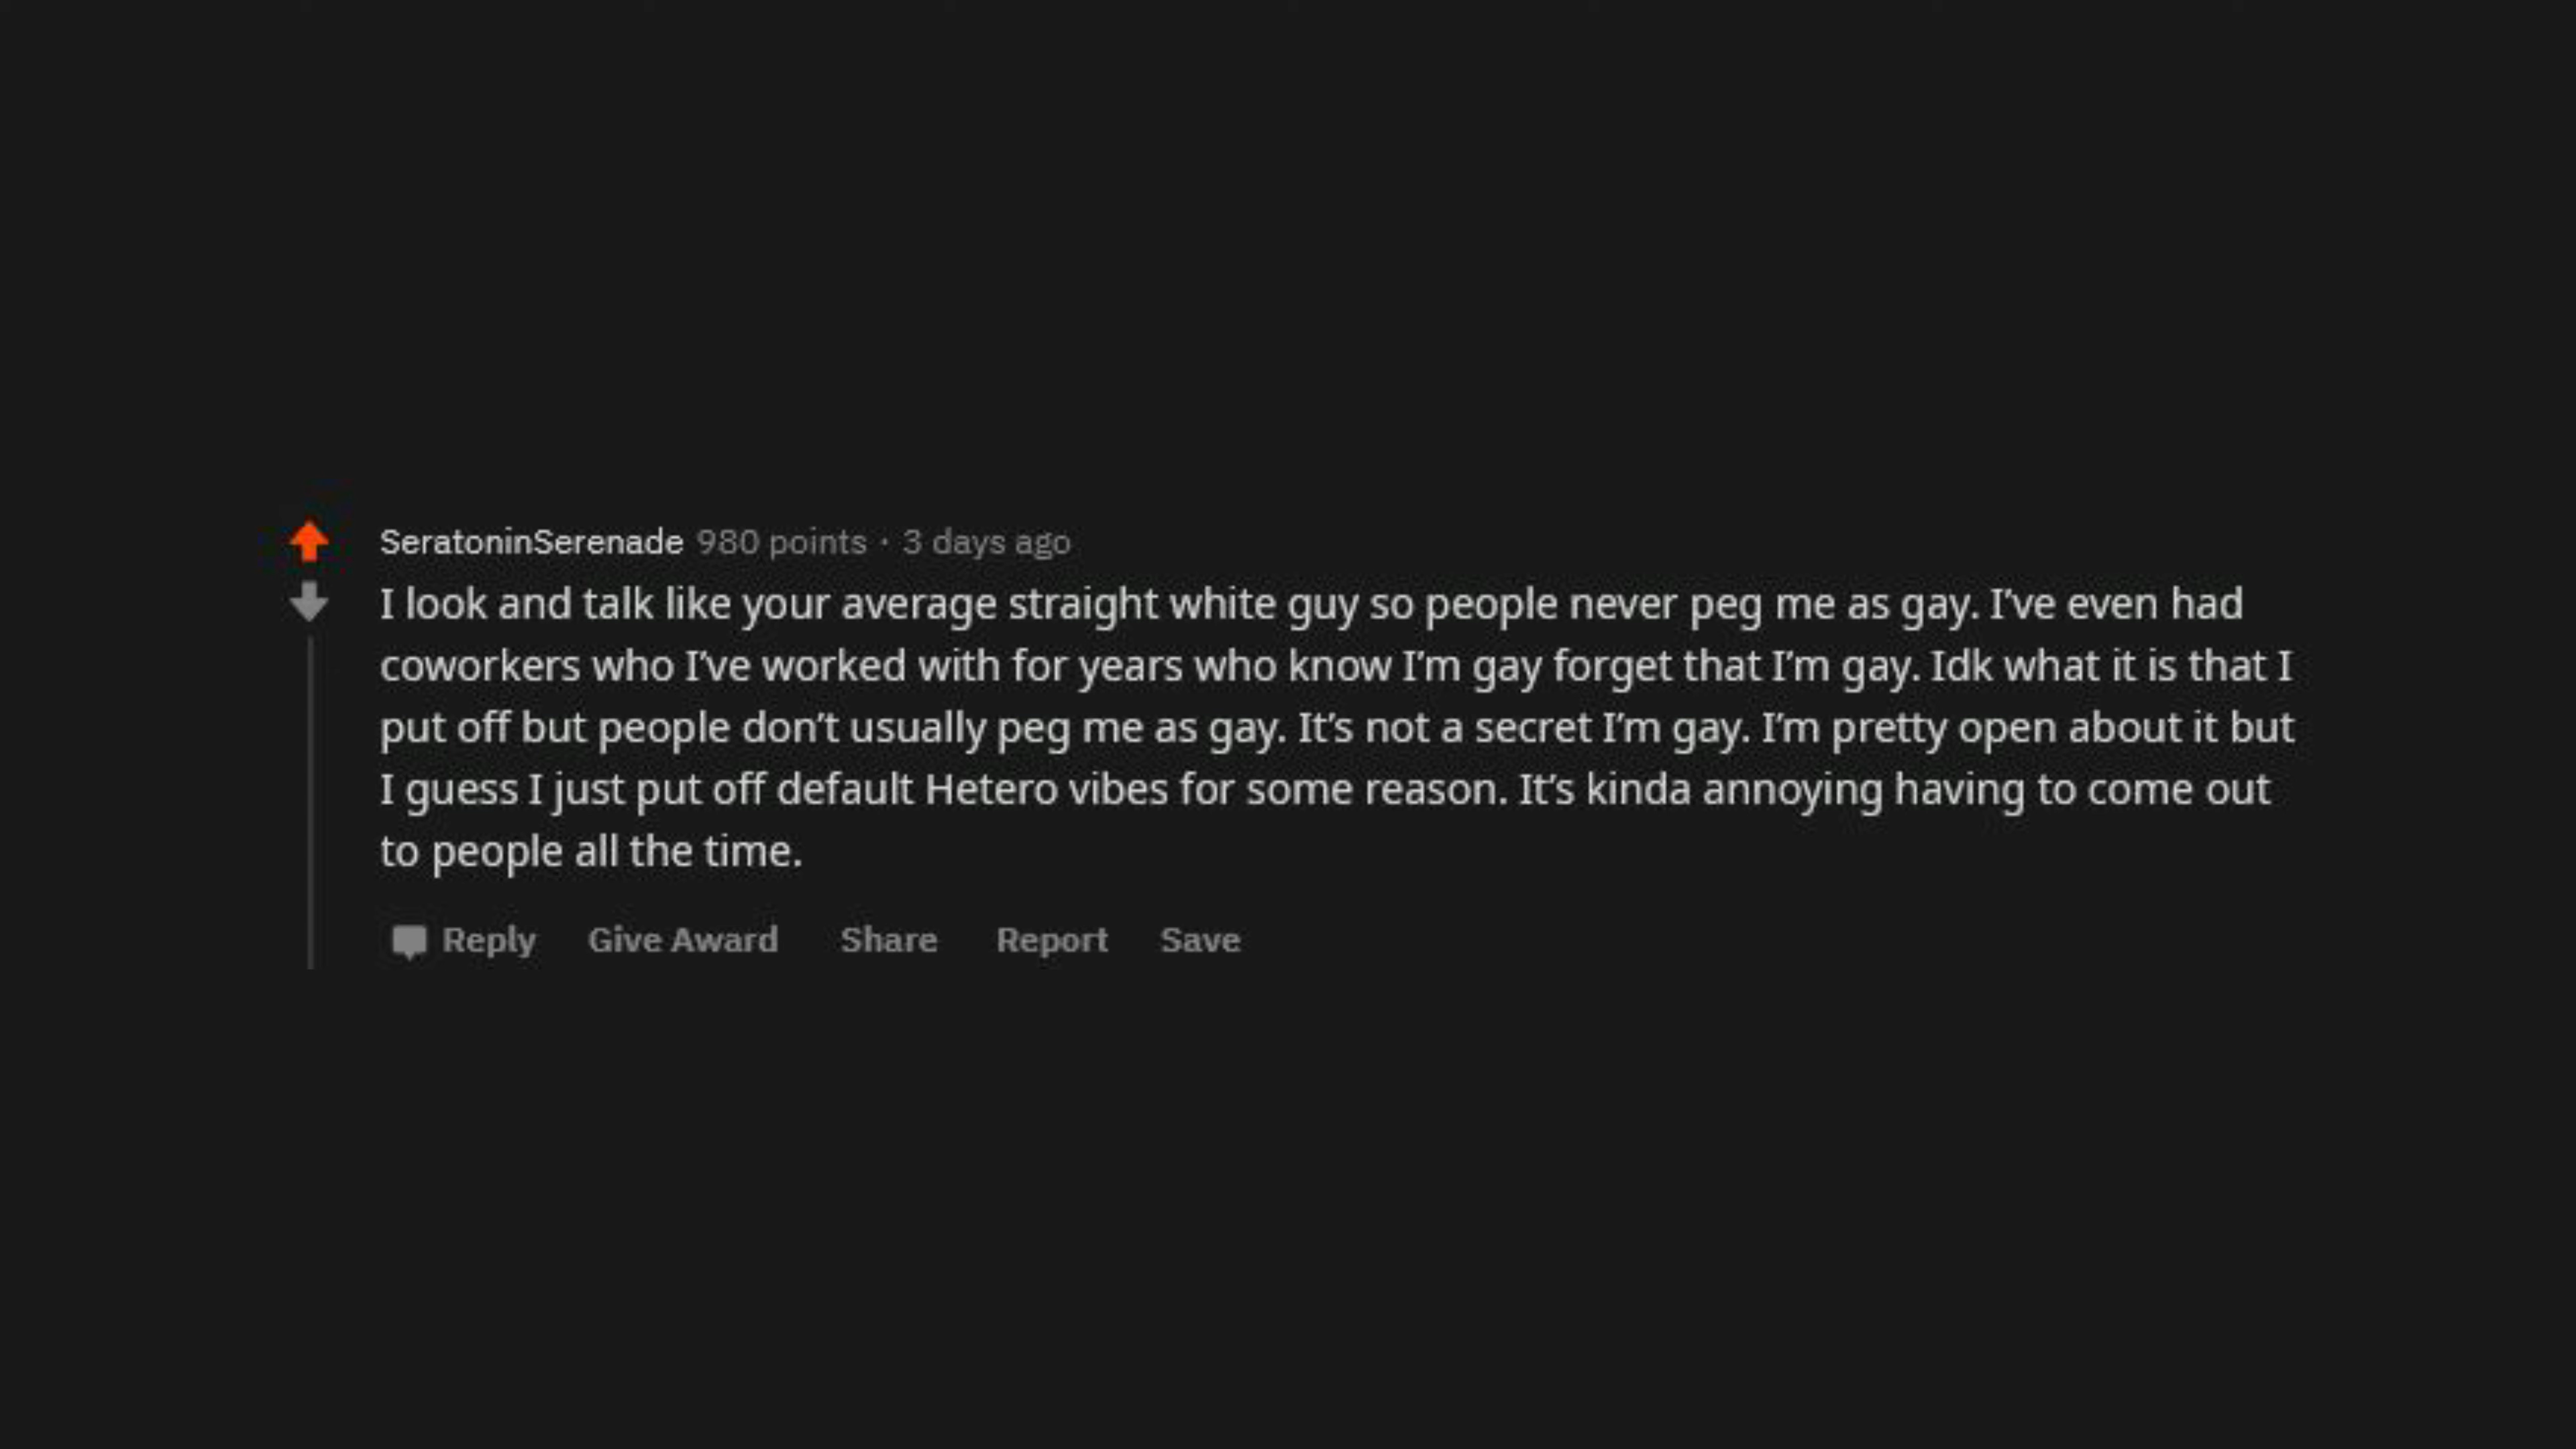 SeratoninSerenade 980 points · 3 days ago
I look and talk like your average straight white guy so people never peg me as gay. I’ve even had
coworkers who I’ve worked with for years who know I’m gay forget that I’m gay. Idk what it is that I
put off but people don’t usually peg me as gay. It’s not a secret I’m gay. I’m pretty open about it but
I guess I just put off default Hetero vibes for some reason. It’s kinda annoying having to come out
to people all the time.
Reply Give Award Share Report Save